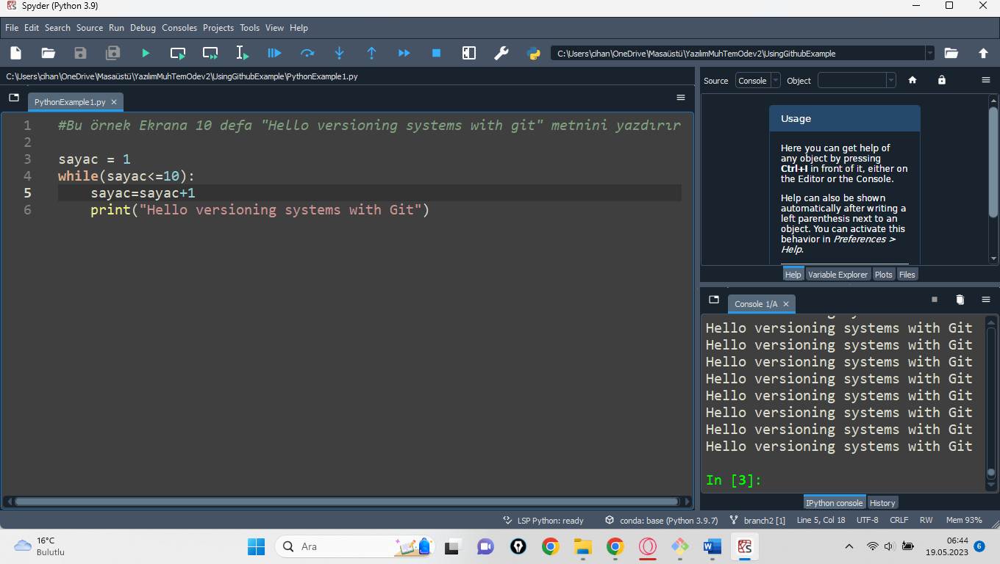 Spyder (Python 3.9)
File Edit Search Source Run Debug Consoles Projects Tools View Help
C:\Users\cihan\OneDrive\Masaüstü\YazılımMuhTemOdev2\UsingGithubExample
C:\Users\cihan\OneDrive\Masaüstü\YazılımMuhTemOdev2\UsingGithubExample\PythonExample1.py
PythonExample1.py
1 #Bu örnek Ekrana 10 defa "Hello versioning systems with git" metnini yazdırır
2
3 sayac = 1
4 while(sayac<=10):
5 sayac=sayac+1
6 print("Hello versioning systems with Git")
Source Console Object
Usage
Here you can get help of
any object by pressing
Ctrl+I in front of it, either on
the Editor or the Console.
Help can also be shown
automatically after writing a
left parenthesis next to an
object. You can activate this
behavior in Preferences >
Help.
Help Variable Explorer Plots Files
Console 1/A
Hello versioning systems with Git
Hello versioning systems with Git
Hello versioning systems with Git
Hello versioning systems with Git
Hello versioning systems with Git
Hello versioning systems with Git
Hello versioning systems with Git
Hello versioning systems with Git
In [3]:
IPython console History
LSP Python: ready conda: base (Python 3.9.7) branch2 [1] Line 5, Col 18 UTF-8 CRLF RW Mem 93%
16°C
Bulutlu
Ara
06:44
19.05.2023
6